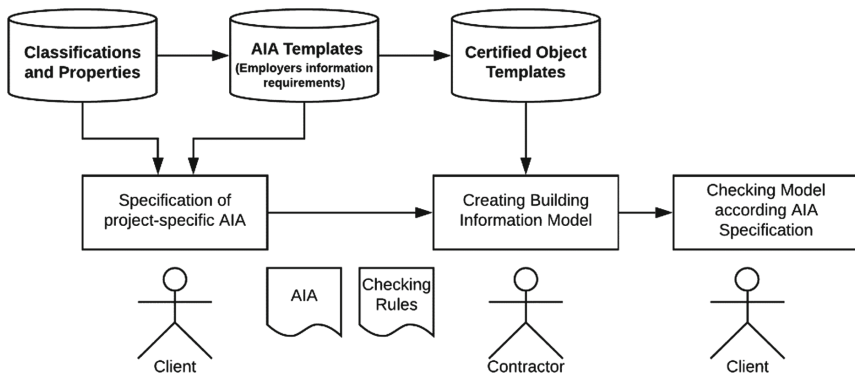 Classifications
and Properties
AIA Templates
(Employers information
requirements)
Certified Object
Templates
Specification of
project-specific AIA
Creating Building
Information Model
Checking Model
according AIA
Specification
AIA
Checking
Rules
Client
Contractor
Client